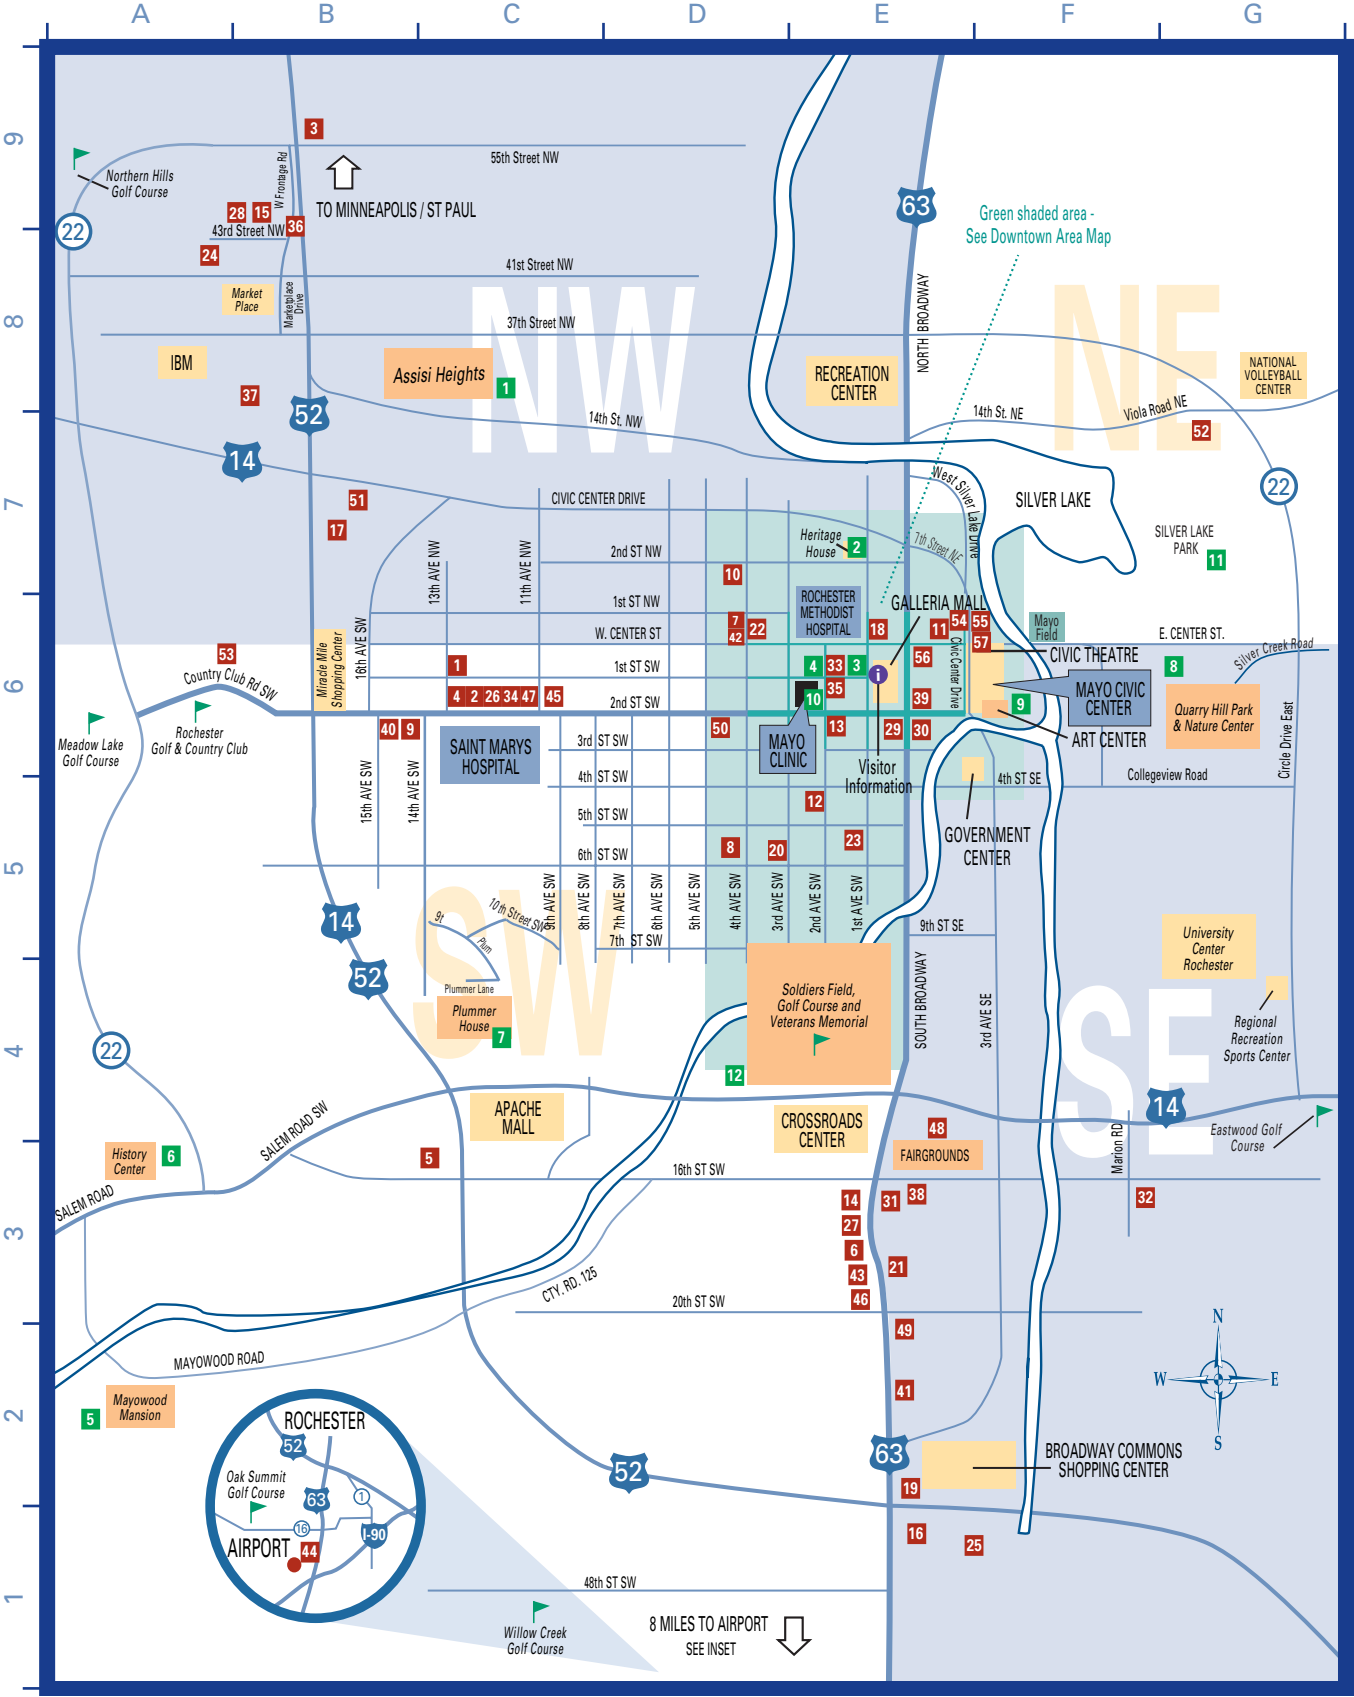 A B C D E F G
9
8
7
6
5
4
3
2
1
3
55th Street NW
W Frontage Rd
Northern Hills
Golf Course
TO MINNEAPOLIS / ST PAUL
28 15 36
43rd Street NW
22
24
63
Green shaded area -
See Downtown Area Map
41st Street NW
Market
Place
Marketplace
Drive
NORTH BROADWAY
NW
NE
37th Street NW
IBM
Assisi Heights
1
RECREATION
CENTER
NATIONAL
VOLLEYBALL
CENTER
37
52
14th St. NW
14th St. NE
Viola Road NE
52
14
22
51
17
CIVIC CENTER DRIVE
West Silver Lake Drive
SILVER LAKE
SILVER LAKE
PARK
11
Heritage
House
2
7th Street NE
2nd ST NW
13th AVE NW
11th AVE NW
10
ROCHESTER
METHODIST
HOSPITAL
GALLERIA MALL
1st ST NW
7
42
22
18
11
54
55
57
Mayo
Field
W. CENTER ST
E. CENTER ST.
Silver Creek Road
16th AVE SW
Miracle Mile
Shopping Center
53
Country Club Rd SW
1
1st ST SW
4
33
3
i
56
Civic Center Drive
CIVIC THEATRE
8
4 2 26 34 47 45
2nd ST SW
10
35
39
9
MAYO CIVIC
CENTER
Quarry Hill Park
& Nature Center
Meadow Lake
Golf Course
Rochester
Golf & Country Club
40 9
SAINT MARYS
HOSPITAL
3rd ST SW
50
MAYO
CLINIC
13
29
30
ART CENTER
Circle Drive East
Visitor
Information
4th ST SW
4th ST SE
Collegeview Road
15th AVE SW
14th AVE SW
12
5th ST SW
GOVERNMENT
CENTER
6th ST SW
8
20
23
SW
9th AVE SW
8th AVE SW
7th AVE SW
6th AVE SW
5th AVE SW
4th AVE SW
3rd AVE SW
2nd AVE SW
1st AVE SW
14
52
9t
Plum
10th Street SW
7th ST SW
9th ST SE
Plummer Lane
Plummer
House
7
Soldiers Field,
Golf Course and
Veterans Memorial
SOUTH BROADWAY
3rd AVE SE
SE
University
Center
Rochester
Regional
Recreation
Sports Center
22
12
APACHE
MALL
CROSSROADS
CENTER
14
Eastwood Golf
Course
SALEM ROAD SW
48
FAIRGROUNDS
Marion RD
History
Center
6
5
16th ST SW
SALEM ROAD
14
27
6
43
46
31
38
32
21
CTY. RD. 125
20th ST SW
49
41
MAYOWOOD ROAD
Mayowood
Mansion
5
N
W
E
S
63
52
BROADWAY COMMONS
SHOPPING CENTER
19
16
25
ROCHESTER
52
Oak Summit
Golf Course
63
1
16
I-90
AIRPORT
44
48th ST SW
Willow Creek
Golf Course
8 MILES TO AIRPORT
SEE INSET